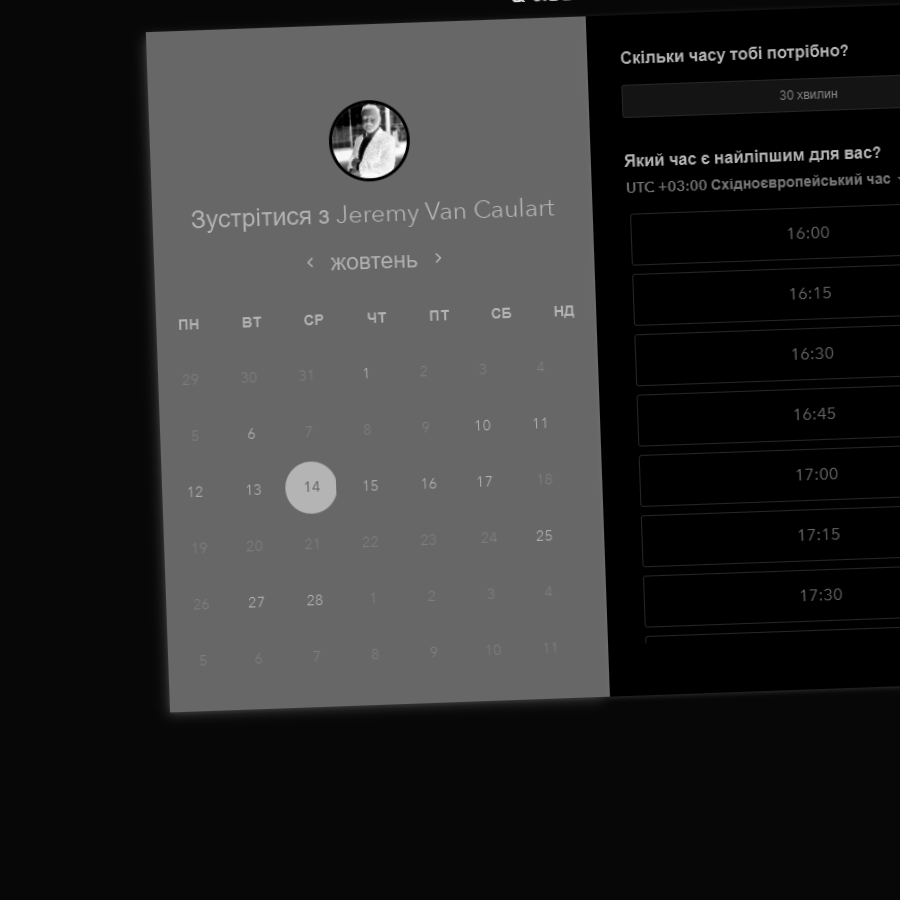 Зустрітися з Jeremy Van Caulart
жовтень
ПН ВТ СР ЧТ ПТ СБ НД
29 30 31 1 2 3 4
5 6 7 8 9 10 11
12 13 14 15 16 17 18
19 20 21 22 23 24 25
26 27 28 1 2 3 4
5 6 7 8 9 10 11
Скільки часу тобі потрібно?
30 хвилин
Який час є найліпшим для вас?
UTC +03:00 Східноєвропейський час
16:00
16:15
16:30
16:45
17:00
17:15
17:30